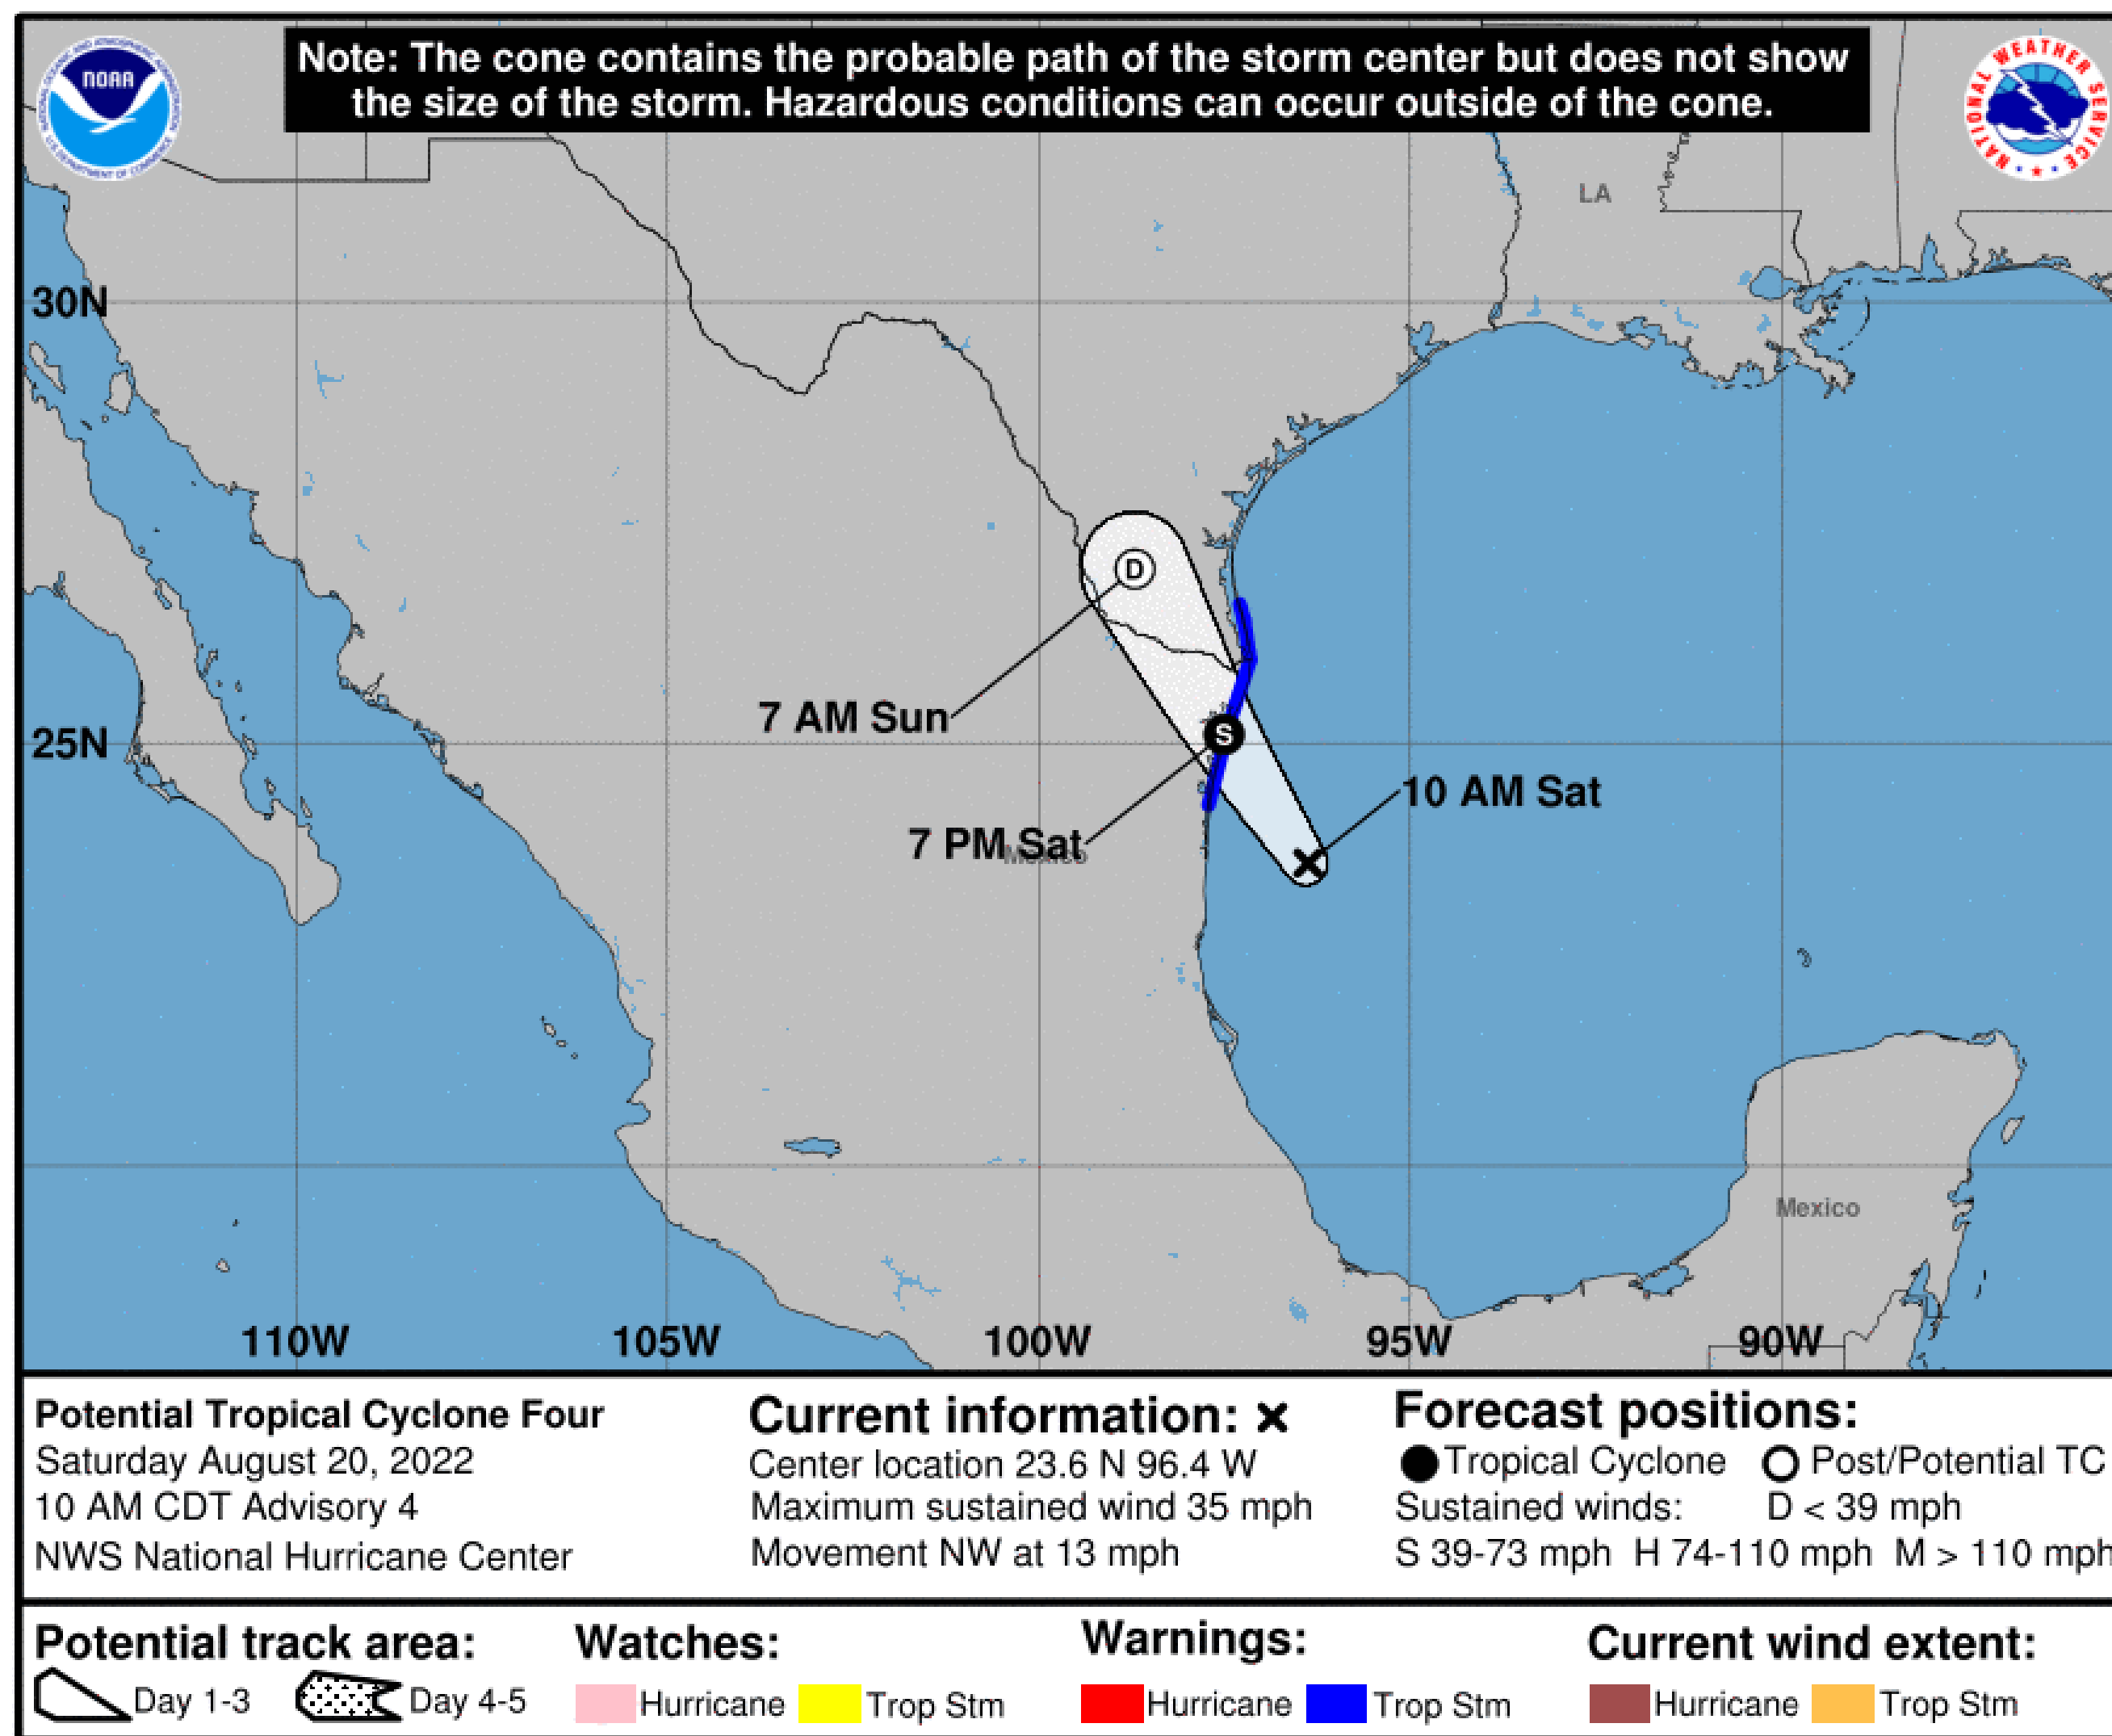 Note: The cone contains the probable path of the storm center but does not show
the size of the storm. Hazardous conditions can occur outside of the cone.
NOAA
NATIONAL WEATHER SERVICE
LA
30N
D
7 AM Sun
25N
S
10 AM Sat
7 PM Sat
Mexico
Mexico
110W 105W 100W 95W 90W
Potential Tropical Cyclone Four
Saturday August 20, 2022
10 AM CDT Advisory 4
NWS National Hurricane Center
Current information: ×
Center location 23.6 N 96.4 W
Maximum sustained wind 35 mph
Movement NW at 13 mph
Forecast positions:
Tropical Cyclone Post/Potential TC
Sustained winds: D < 39 mph
S 39-73 mph H 74-110 mph M > 110 mph
Potential track area:
Day 1-3 Day 4-5
Watches:
Hurricane Trop Stm
Warnings:
Hurricane Trop Stm
Current wind extent:
Hurricane Trop Stm